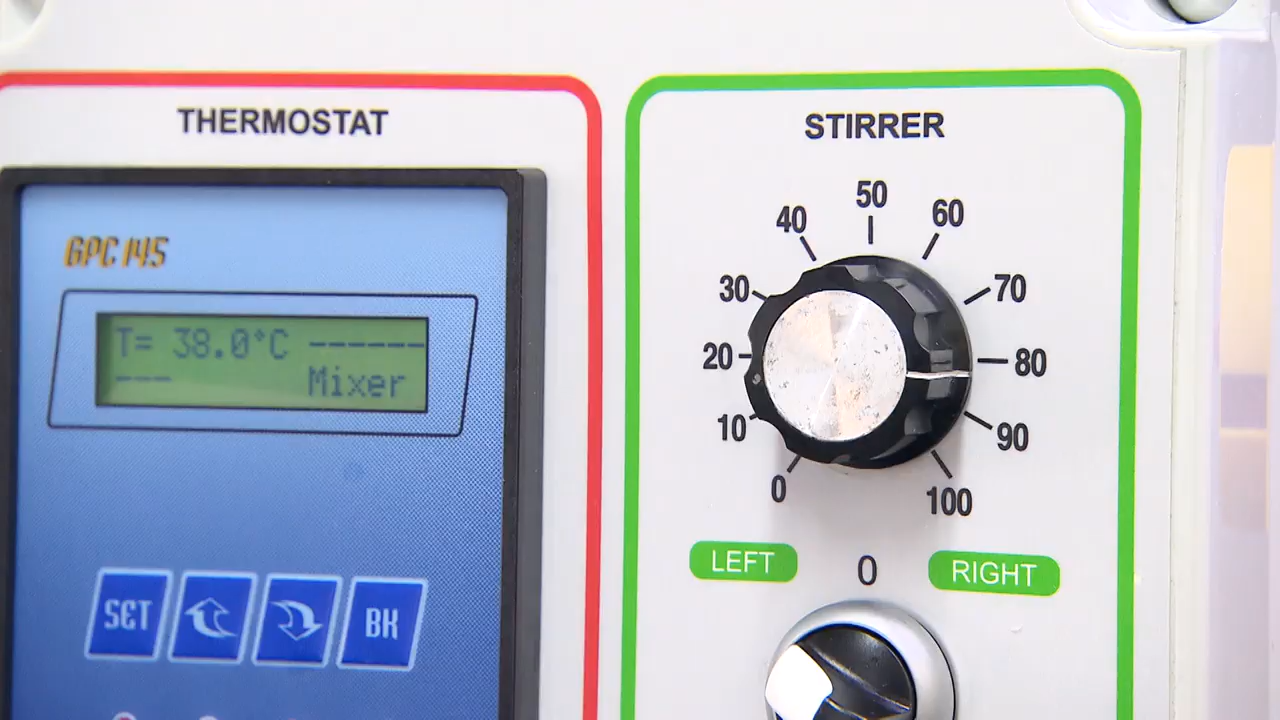 THERMOSTAT
GPC 145
T= 38.0°C ------
--- Mixer
SET
BK
STIRRER
0
10
20
30
40
50
60
70
80
90
100
LEFT
0
RIGHT